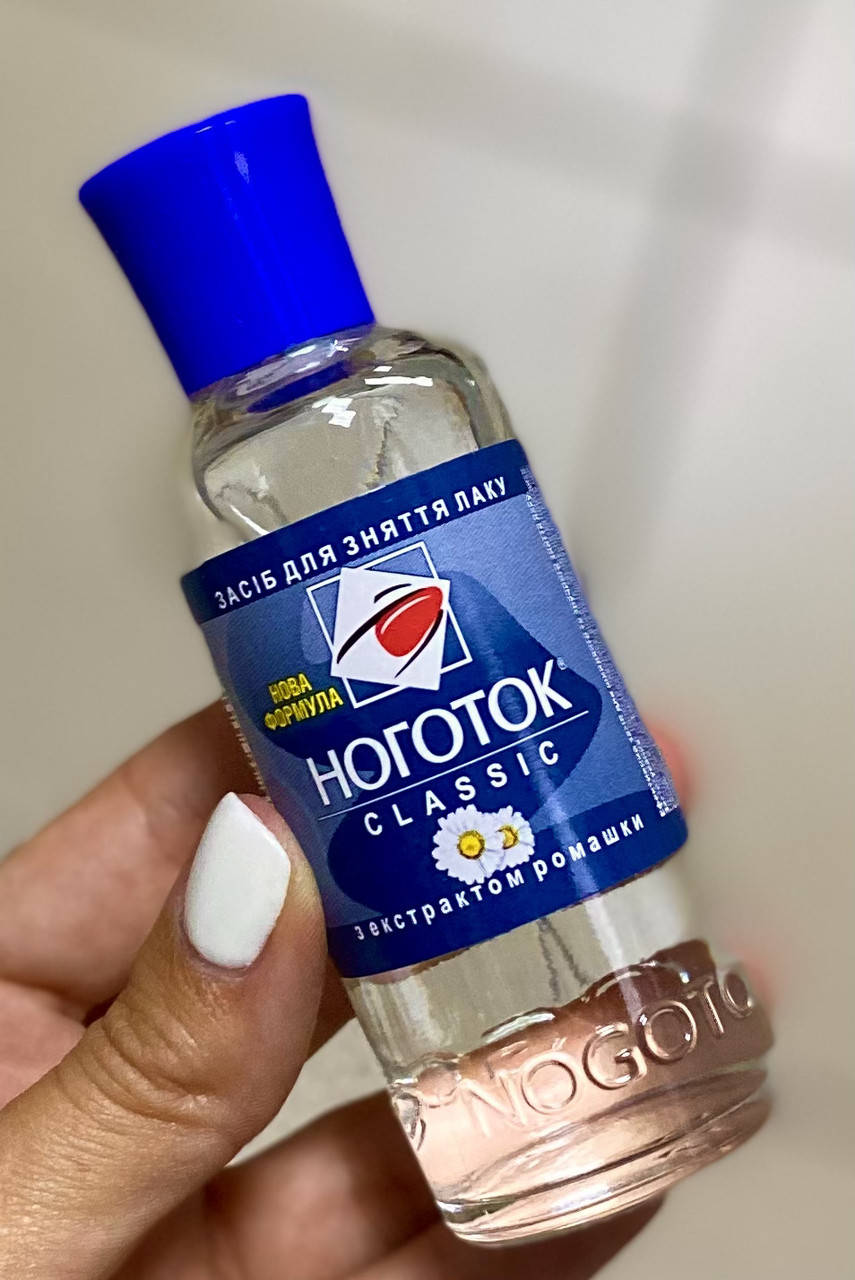 ЗАСІБ ДЛЯ ЗНЯТТЯ ЛАКУ
НОВА
ФОРМУЛА
НОГОТОК®
CLASSIC
з екстрактом ромашки
NOGOTO